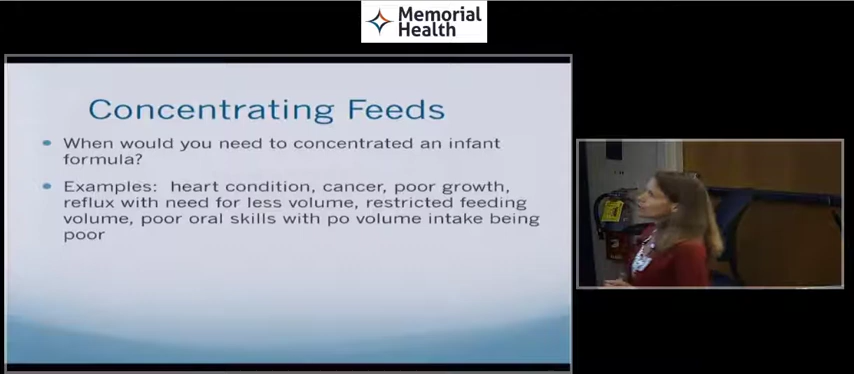 Memorial
Health
Concentrating Feeds
When would you need to concentrated an infant
formula?
Examples: heart condition, cancer, poor growth,
reflux with need for less volume, restricted feeding
volume, poor oral skills with po volume intake being
poor